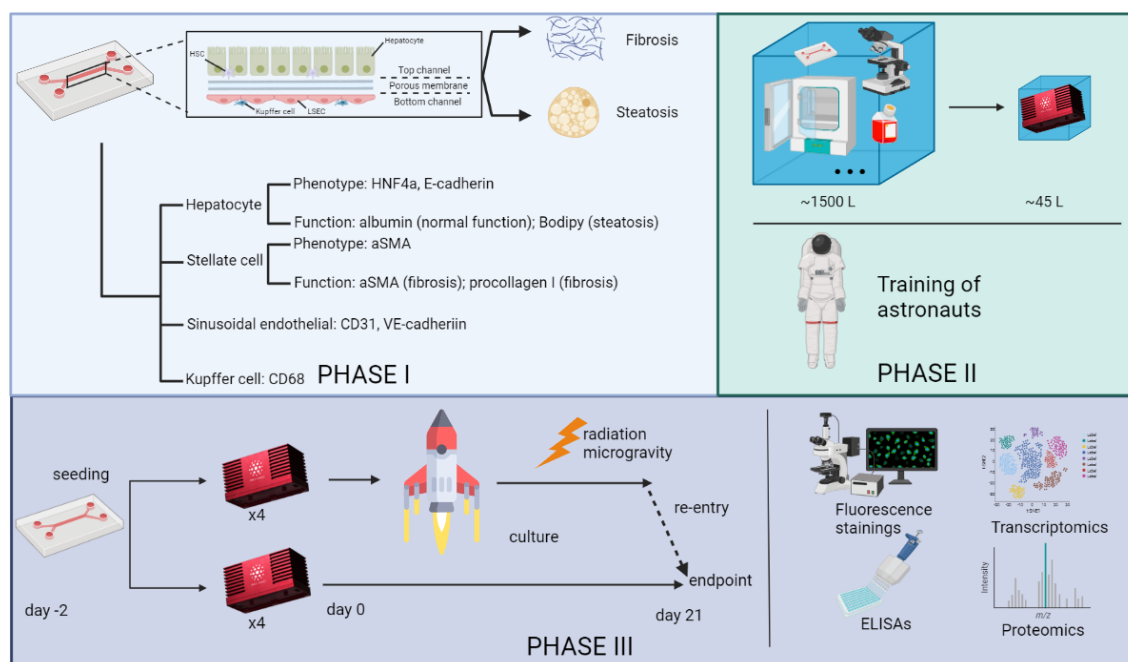 HSC
Hepatocyte
Top channel
Porous membrane
Bottom channel
Kupffer cell
LSEC
Fibrosis
Steatosis
Hepatocyte
Phenotype: HNF4a, E-cadherin
Function: albumin (normal function); Bodipy (steatosis)
Stellate cell
Phenotype: aSMA
Function: aSMA (fibrosis); procollagen I (fibrosis)
Sinusoidal endothelial: CD31, VE-cadheriin
Kupffer cell: CD68
PHASE I
~1500 L
~45 L
Training of
astronauts
PHASE II
seeding
day -2
x4
x4
day 0
culture
radiation
microgravity
re-entry
endpoint
day 21
PHASE III
Fluorescence
stainings
Transcriptomics
ELISAs
Intensity
m/z
Proteomics